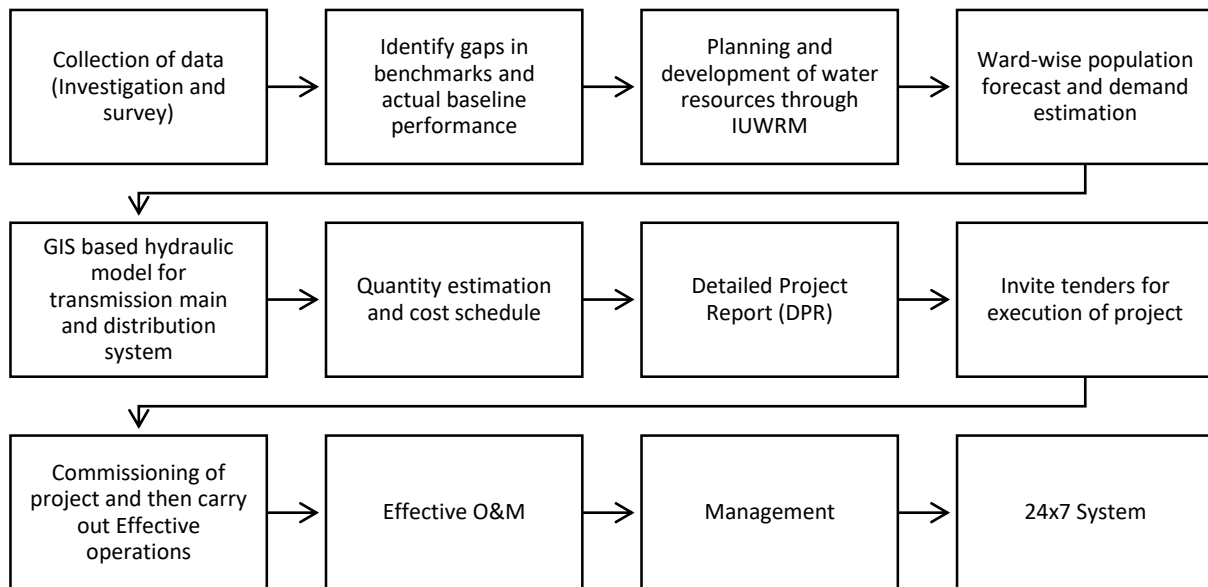 Collection of data
(Investigation and
survey)
Identify gaps in
benchmarks and
actual baseline
performance
Planning and
development of water
resources through
IUWRM
Ward-wise population
forecast and demand
estimation
GIS based hydraulic
model for
transmission main
and distribution
system
Quantity estimation
and cost schedule
Detailed Project
Report (DPR)
Invite tenders for
execution of project
Commissioning of
project and then carry
out Effective
operations
Effective O&M
Management
24x7 System